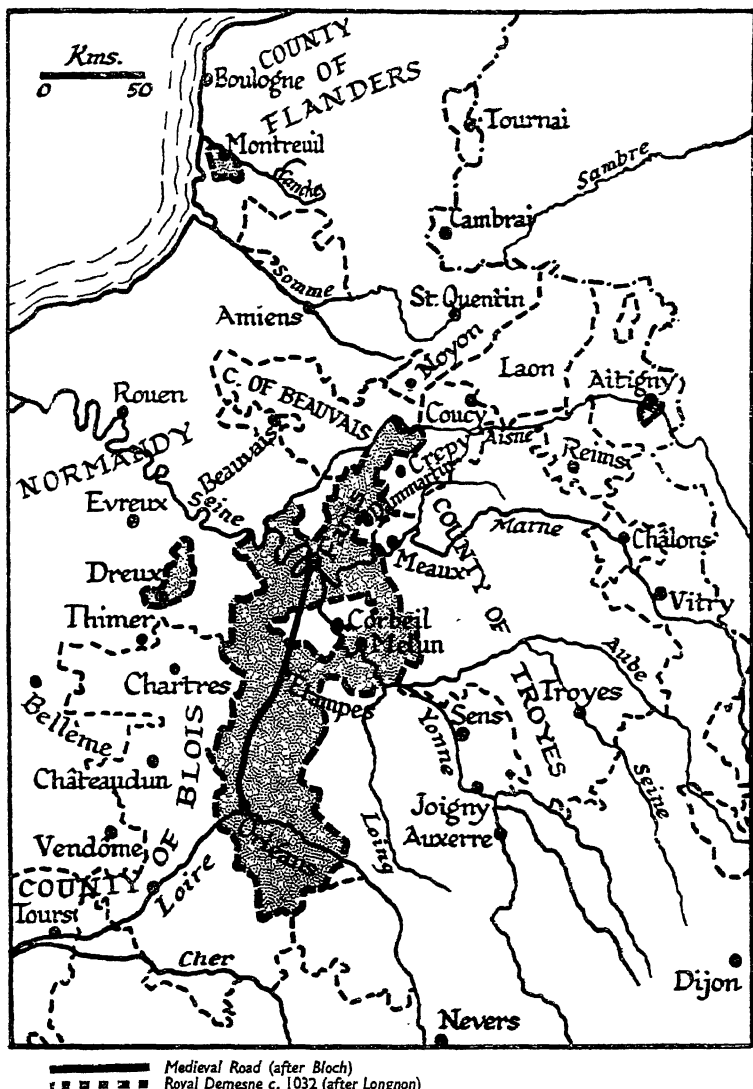 Kms.
0 50
COUNTY
OF
FLANDERS
Boulogne
Tournai
Montreuil
Canche
Sambre
Cambrai
Somme
Amiens
St. Quentin
Noyon
Laon
Attigny
Rouen
C. OF BEAUVAIS
Coucy
Aisne
NORMANDY
Beauvais
Crépy
Reims
Seine
Dammartin
Evreux
Paris
COUNTY
OF
TROYES
Marne
Châlons
Meaux
Dreux
Vitry
Thimer
Corbeil
Melun
Aube
Chartres
Etampes
Troyes
Bellème
Yonne
Sens
Seine
Châteaudun
COUNTY OF BLOIS
Joigny
Loing
Auxerre
Vendôme
Orleans
Loire
Tours
Cher
Dijon
Nevers
Medieval Road (after Bloch)
Royal Demesne c. 1032 (after Longnon)